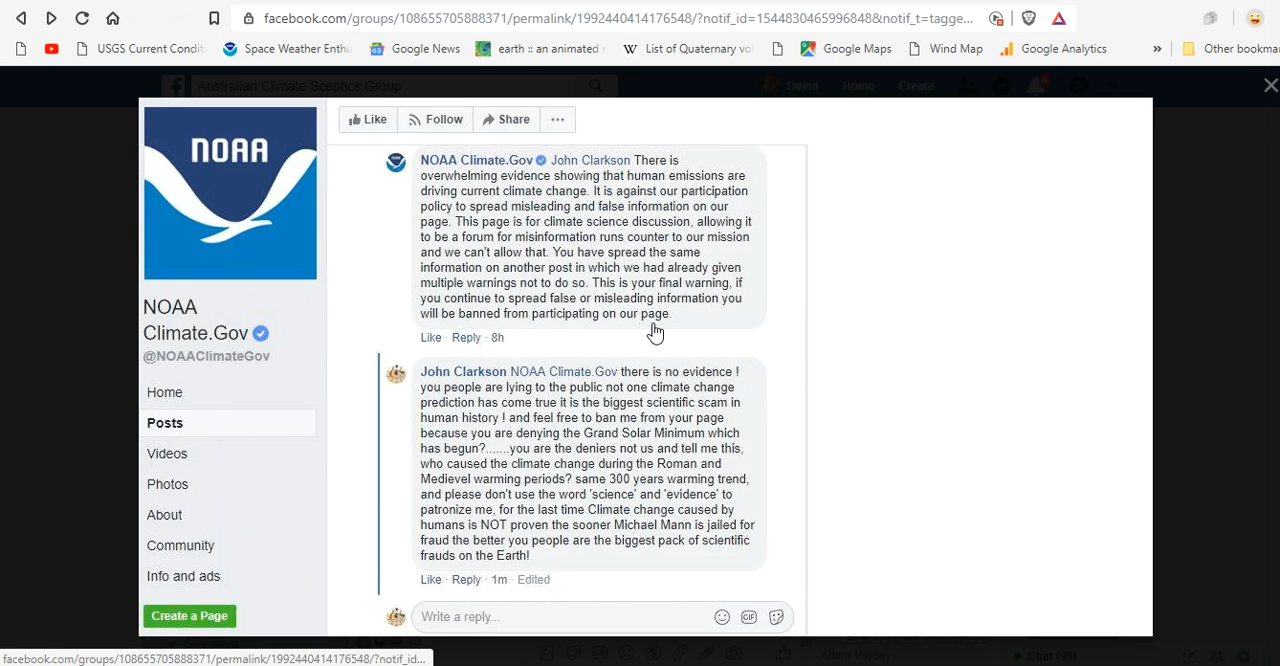 facebook.com/groups/108655705888371/permalink/1992440414176548/?notif_id=1544830465996848&notif_t=tagge...
USGS Current Condit
Space Weather Enthu
Google News
earth :: an animated
List of Quaternary vo
Google Maps
Wind Map
Google Analytics
»
Other bookmar
Australian Climate Sceptics Group
David
Home
Create
NOAA
NOAA
Climate.Gov
@NOAAClimateGov
Home
Posts
Videos
Photos
About
Community
Info and ads
Create a Page
Like
Follow
Share
...
NOAA Climate.Gov John Clarkson There is
overwhelming evidence showing that human emissions are
driving current climate change. It is against our participation
policy to spread misleading and false information on our
page. This page is for climate science discussion, allowing it
to be a forum for misinformation runs counter to our mission
and we can't allow that. You have spread the same
information on another post in which we had already given
multiple warnings not to do so. This is your final warning, if
you continue to spread false or misleading information you
will be banned from participating on our page.
Like · Reply · 8h
John Clarkson NOAA Climate.Gov there is no evidence !
you people are lying to the public not one climate change
prediction has come true it is the biggest scientific scam in
human history ! and feel free to ban me from your page
because you are denying the Grand Solar Minimum which
has begun?.......you are the deniers not us and tell me this,
who caused the climate change during the Roman and
Medievel warming periods? same 300 years warming trend,
and please don't use the word 'science' and 'evidence' to
patronize me, for the last time Climate change caused by
humans is NOT proven the sooner Michael Mann is jailed for
fraud the better you people are the biggest pack of scientific
frauds on the Earth!
Like · Reply · 1m · Edited
Write a reply...
GIF
facebook.com/groups/108655705888371/permalink/1992440414176548/?notif_id...
Chat (96)